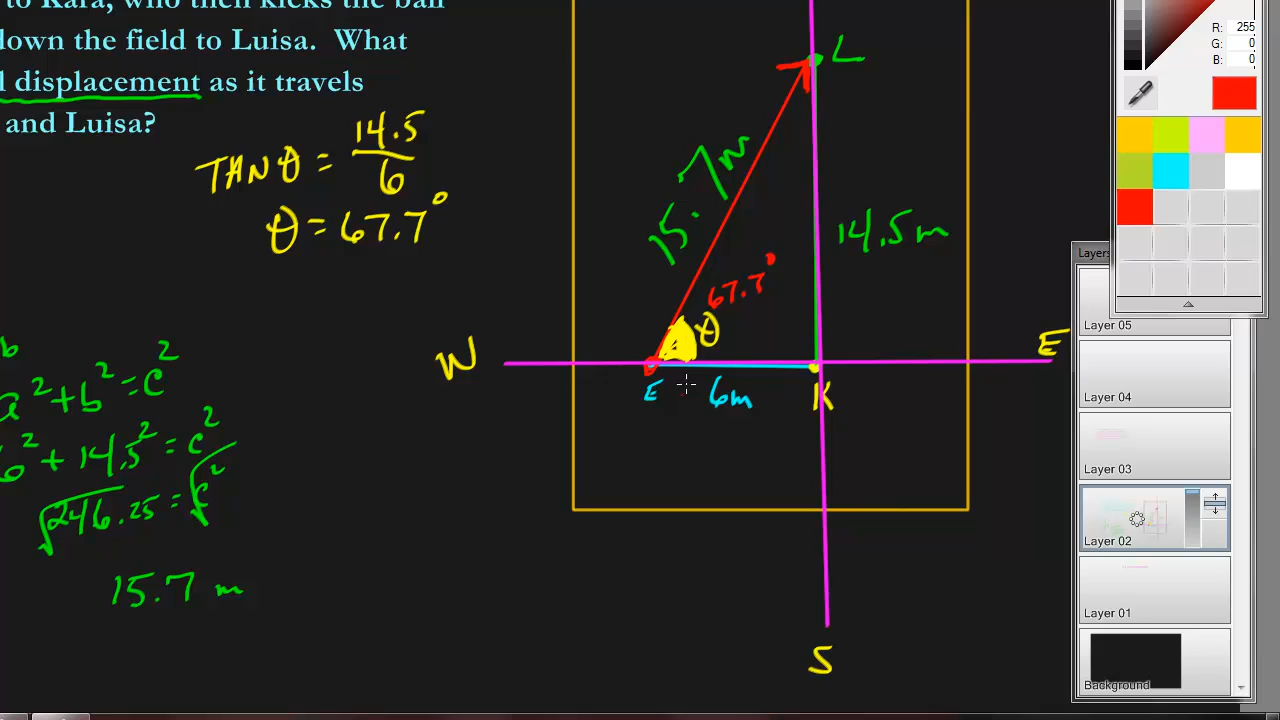 to Kara, who then kicks the ball
down the field to Luisa. What
displacement as it travels
and Luisa?
TAN θ = 14.5/6
θ = 67.7°
b
a² + b² = c²
6² + 14.5² = c²
√246.25 = √c²
15.7 m
L
15.7 m
14.5 m
67.7°
θ
W
E
E
6m
K
S
R: 255
G: 0
B: 0
Layers
Layer 05
Layer 04
Layer 03
Layer 02
Layer 01
Background